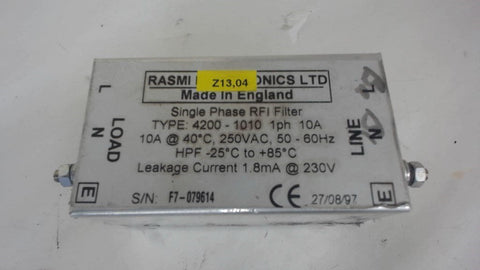 RASMI ONICS LTD
Z13,04
Made in England
Single Phase RFI Filter
TYPE: 4200 - 1010 1ph 10A
10A @ 40°C, 250VAC, 50 - 60Hz
HPF -25°C to +85°C
Leakage Current 1.8mA @ 230V
S/N: F7-079614
CE 27/08/97
L
N
LOAD
E
L
N
LINE
E